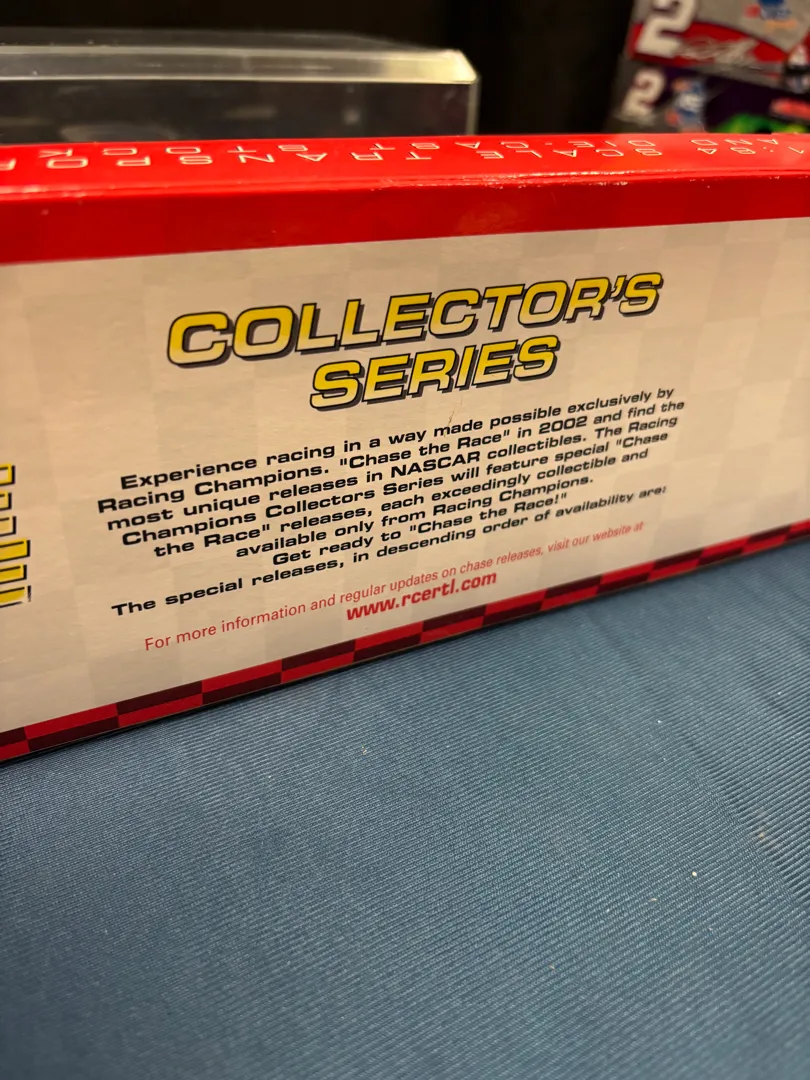 COLLECTOR'S
SERIES
Experience racing in a way made possible exclusively by
Racing Champions. "Chase the Race" in 2002 and find the
most unique releases in NASCAR collectibles. The Racing
Champions Collectors Series will feature special "Chase
the Race" releases, each exceedingly collectible and
available only from Racing Champions.
Get ready to "Chase the Race!"
The special releases, in descending order of availability are:
For more information and regular updates on chase releases, visit our website at
www.rcertl.com
2
2